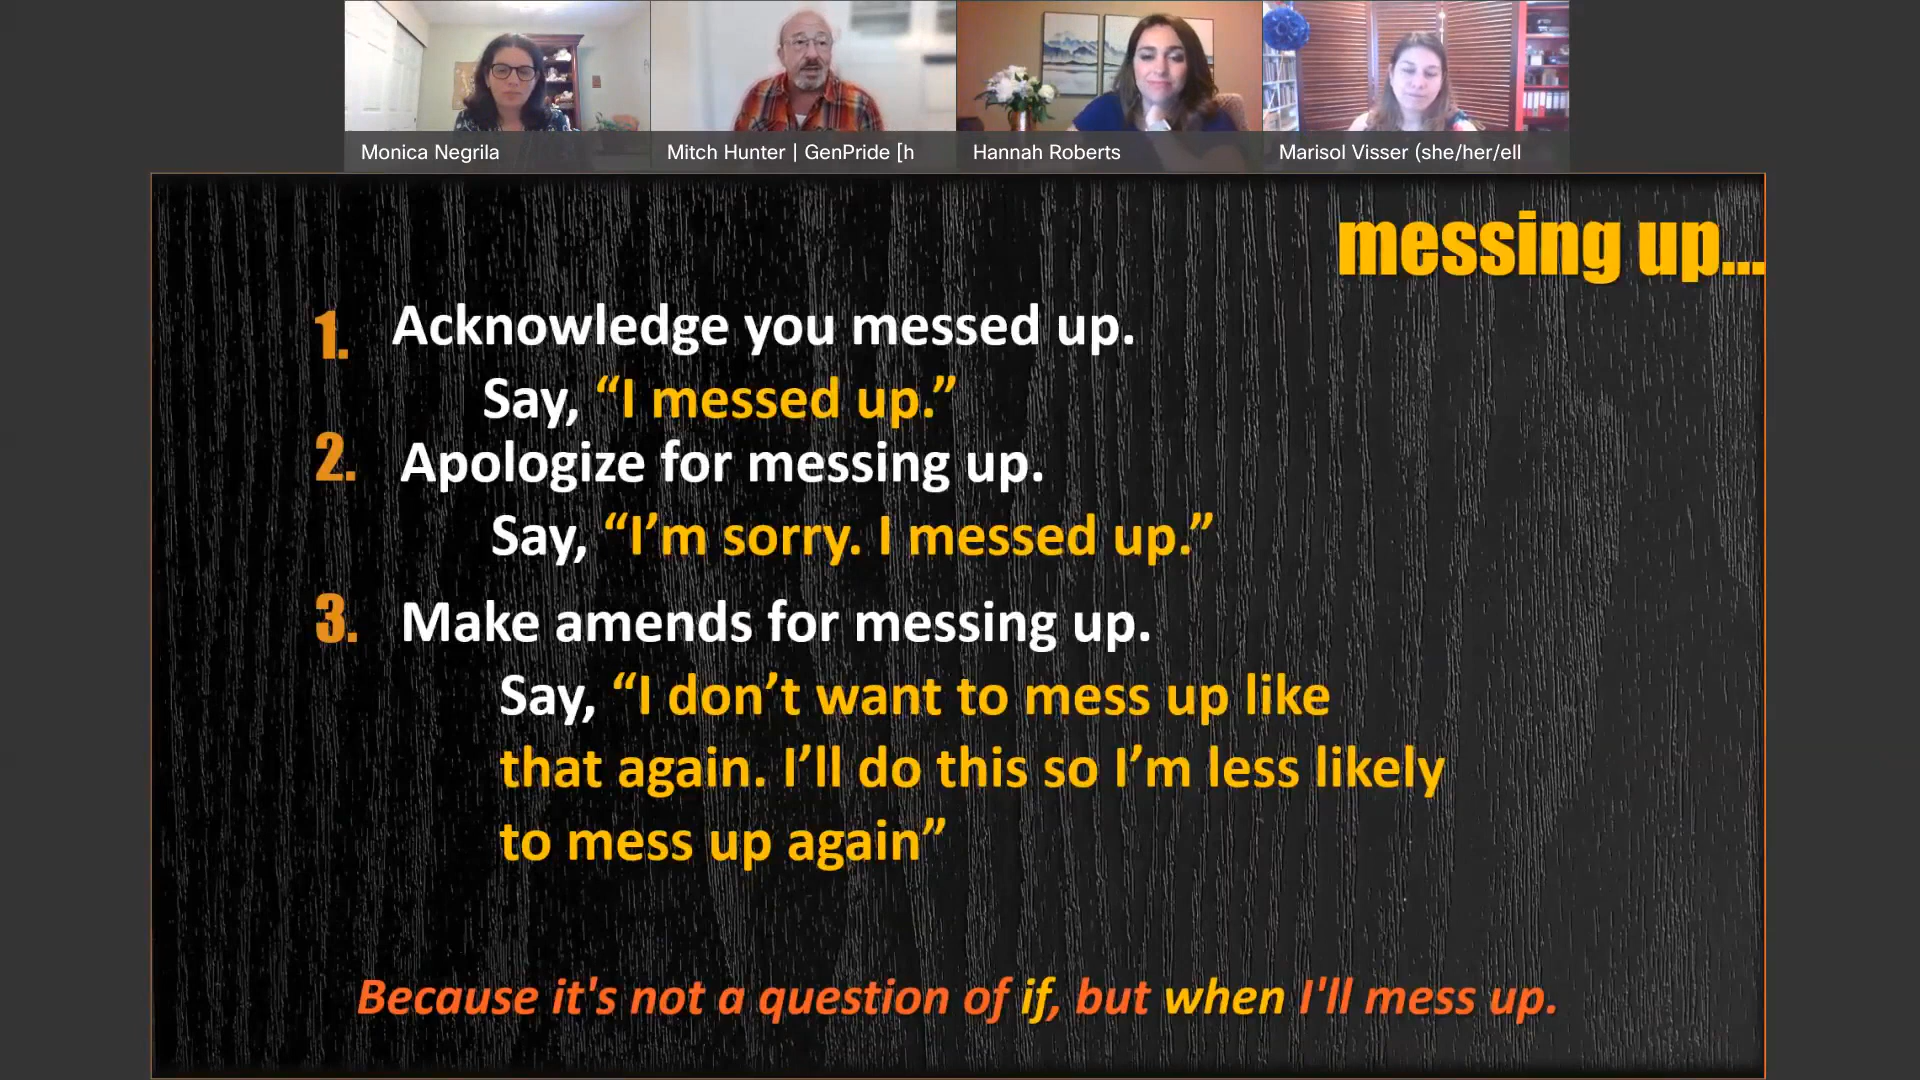 Monica Negrila
Mitch Hunter | GenPride [h
Hannah Roberts
Marisol Visser (she/her/ell
messing up...
1. Acknowledge you messed up.
Say, “I messed up.”
2. Apologize for messing up.
Say, “I’m sorry. I messed up.”
3. Make amends for messing up.
Say, “I don’t want to mess up like
that again. I’ll do this so I’m less likely
to mess up again”
Because it's not a question of if, but when I'll mess up.